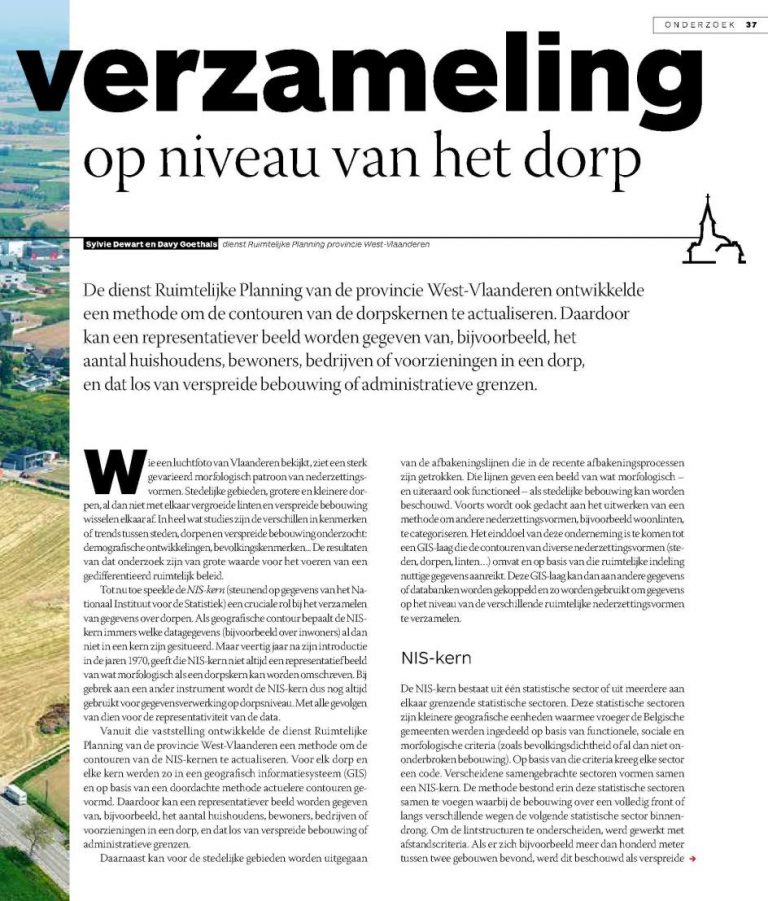 ONDERZOEK 37
verzameling
op niveau van het dorp
Sylvie Dewart en Davy Goethals dienst Ruimtelijke Planning provincie West-Vlaanderen
De dienst Ruimtelijke Planning van de provincie West-Vlaanderen ontwikkelde
een methode om de contouren van de dorpskernen te actualiseren. Daardoor
kan een representatiever beeld worden gegeven van, bijvoorbeeld, het
aantal huishoudens, bewoners, bedrijven of voorzieningen in een dorp,
en dat los van verspreide bebouwing of administratieve grenzen.
Wie een luchtfoto van Vlaanderen bekijkt, ziet een sterk
gevarieerd morfologisch patroon van nederzettings-
vormen. Stedelijke gebieden, grotere en kleinere dor-
pen, al dan niet met elkaar vergroeide linten en verspreide bebouwing
wisselen elkaar af. In heel wat studies zijn de verschillen in kenmerken
of trends tussen steden, dorpen en verspreide bebouwing onderzocht:
demografische ontwikkelingen, bevolkingskenmerken... De resultaten
van dat onderzoek zijn van grote waarde voor het voeren van een
gedifferentieerd ruimtelijk beleid.
Tot nu toe speelde de NIS-kern (steunend op gegevens van het Na-
tionaal Instituut voor de Statistiek) een cruciale rol bij het verzamelen
van gegevens over dorpen. Als geografische contour bepaalt de NIS-
kern immers welke datagegevens (bijvoorbeeld over inwoners) al dan
niet in een kern zijn gesitueerd. Maar veertig jaar na zijn introductie
in de jaren 1970, geeft die NIS-kern niet altijd een representatief beeld
van wat morfologisch als een dorpskern kan worden omschreven. Bij
gebrek aan een ander instrument wordt de NIS-kern dus nog altijd
gebruikt voor gegevensverwerking op dorpsniveau. Met alle gevolgen
van dien voor de representativiteit van de data.
Vanuit die vaststelling ontwikkelde de dienst Ruimtelijke
Planning van de provincie West-Vlaanderen een methode om de
contouren van de NIS-kernen te actualiseren. Voor elk dorp en
elke kern werden zo in een geografisch informatiesysteem (GIS)
en op basis van een doordachte methode actuelere contouren ge-
vormd. Daardoor kan een representatiever beeld worden gegeven
van, bijvoorbeeld, het aantal huishoudens, bewoners, bedrijven of
voorzieningen in een dorp, en dat los van verspreide bebouwing of
administratieve grenzen.
Daarnaast kan voor de stedelijke gebieden worden uitgegaan
van de afbakeningslijnen die in de recente afbakeningsprocessen
zijn getrokken. Die lijnen geven een beeld van wat morfologisch –
en uiteraard ook functioneel – als stedelijke bebouwing kan worden
beschouwd. Voorts wordt ook gedacht aan het uitwerken van een
methode om andere nederzettingsvormen, bijvoorbeeld woonlinten,
te categoriseren. Het einddoel van deze onderneming is te komen tot
een GIS-laag die de contouren van diverse nederzettingsvormen (ste-
den, dorpen, linten...) omvat en op basis van die ruimtelijke indeling
nuttige gegevens aanreikt. Deze GIS-laag kan dan aan andere gegevens
of databanken worden gekoppeld en zo worden gebruikt om gegevens
op het niveau van de verschillende ruimtelijke nederzettingsvormen
te verzamelen.
NIS-kern
De NIS-kern bestaat uit één statistische sector of uit meerdere aan
elkaar grenzende statistische sectoren. Deze statistische sectoren
zijn kleinere geografische eenheden waarmee vroeger de Belgische
gemeenten werden ingedeeld op basis van functionele, sociale en
morfologische criteria (zoals bevolkingsdichtheid of al dan niet on-
onderbroken bebouwing). Op basis van die criteria kreeg elke sector
een code. Verscheidene samengebrachte sectoren vormen samen
een NIS-kern. De methode bestond erin deze statistische sectoren
samen te voegen waarbij de bebouwing over een volledig front of
langs verschillende wegen de volgende statistische sector binnen-
drong. Om de lintstructuren te onderscheiden, werd gewerkt met
afstandscriteria. Als er zich bijvoorbeeld meer dan honderd meter
tussen twee gebouwen bevond, werd dit beschouwd als verspreide →